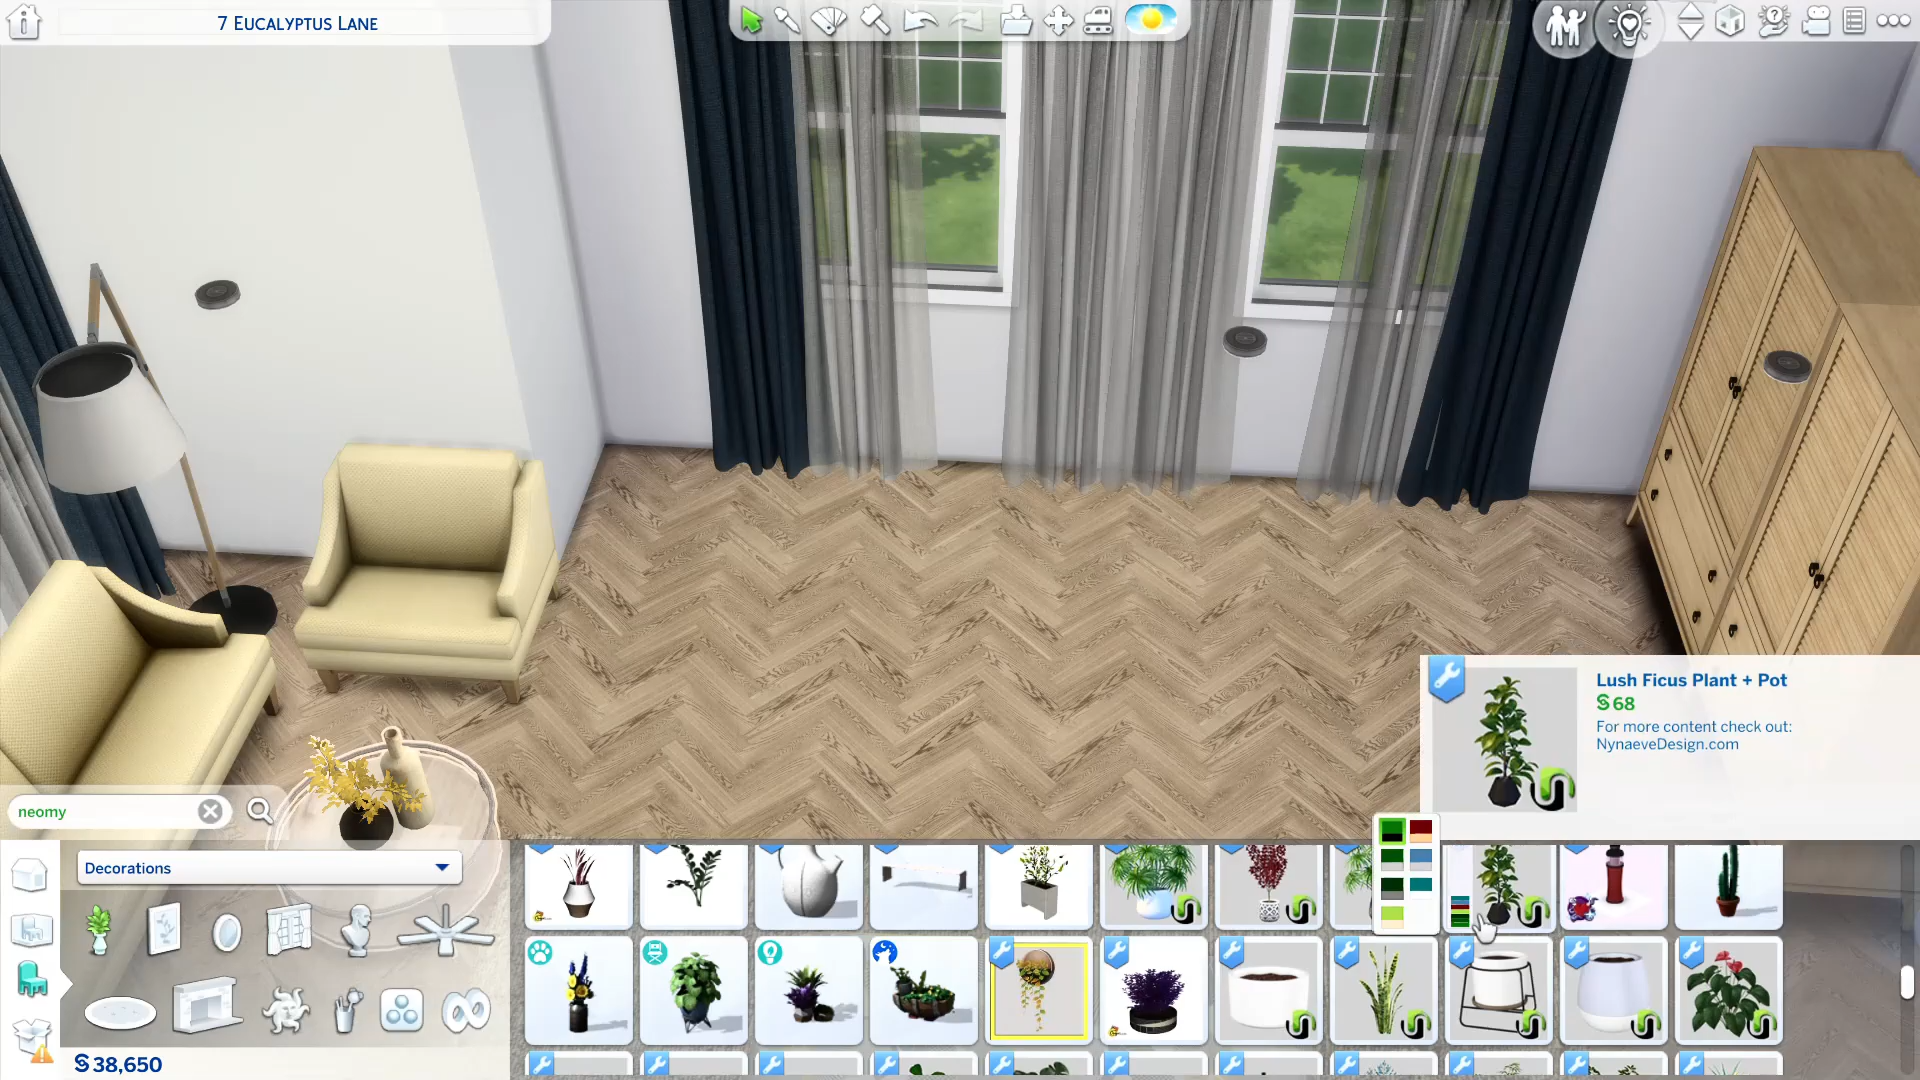 7 Eucalyptus Lane
Lush Ficus Plant + Pot
§68
For more content check out:
NynaeveDesign.com
neomy
Decorations
§38,650